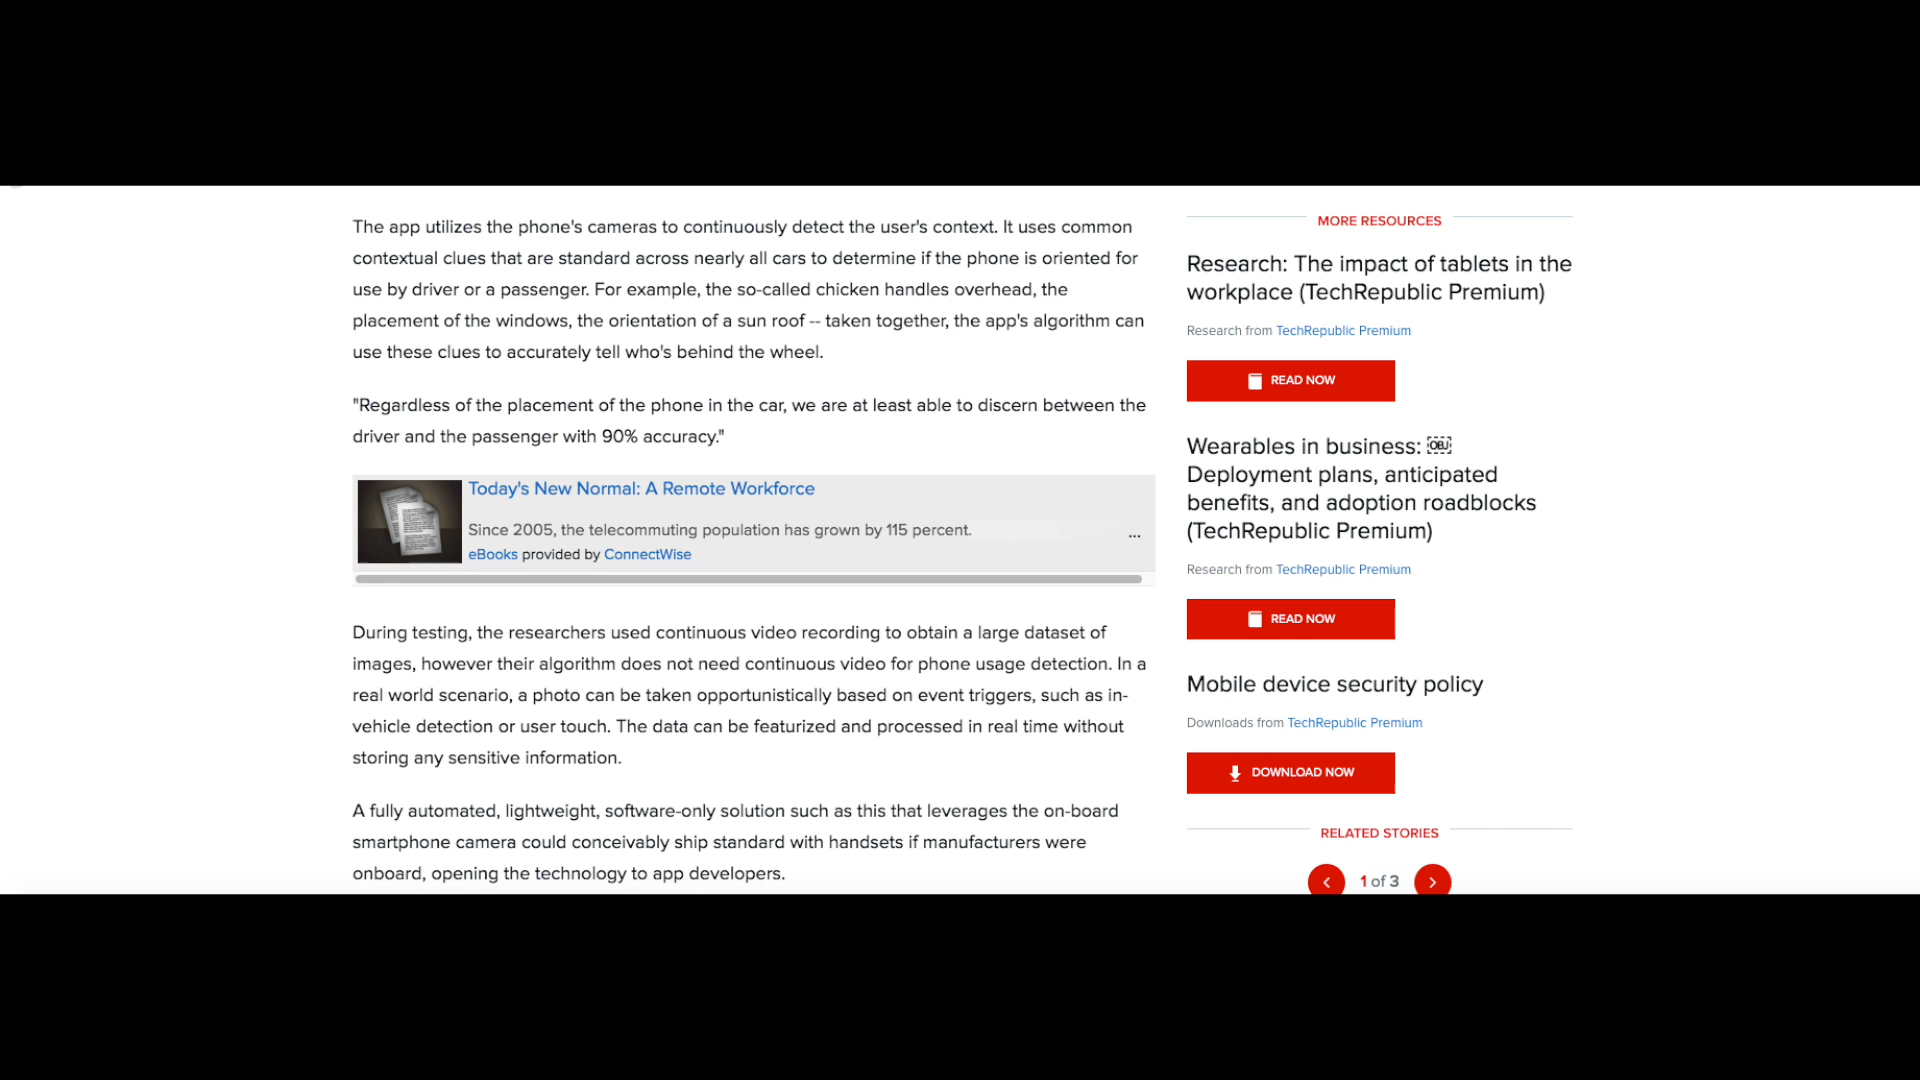 The app utilizes the phone's cameras to continuously detect the user's context. It uses common
contextual clues that are standard across nearly all cars to determine if the phone is oriented for
use by driver or a passenger. For example, the so-called chicken handles overhead, the
placement of the windows, the orientation of a sun roof -- taken together, the app's algorithm can
use these clues to accurately tell who's behind the wheel.
"Regardless of the placement of the phone in the car, we are at least able to discern between the
driver and the passenger with 90% accuracy."
Today's New Normal: A Remote Workforce
Since 2005, the telecommuting population has grown by 115 percent.
...
eBooks provided by ConnectWise
During testing, the researchers used continuous video recording to obtain a large dataset of
images, however their algorithm does not need continuous video for phone usage detection. In a
real world scenario, a photo can be taken opportunistically based on event triggers, such as in-
vehicle detection or user touch. The data can be featurized and processed in real time without
storing any sensitive information.
A fully automated, lightweight, software-only solution such as this that leverages the on-board
smartphone camera could conceivably ship standard with handsets if manufacturers were
onboard, opening the technology to app developers.
MORE RESOURCES
Research: The impact of tablets in the
workplace (TechRepublic Premium)
Research from TechRepublic Premium
READ NOW
Wearables in business: OBJ
Deployment plans, anticipated
benefits, and adoption roadblocks
(TechRepublic Premium)
Research from TechRepublic Premium
READ NOW
Mobile device security policy
Downloads from TechRepublic Premium
DOWNLOAD NOW
RELATED STORIES
1 of 3